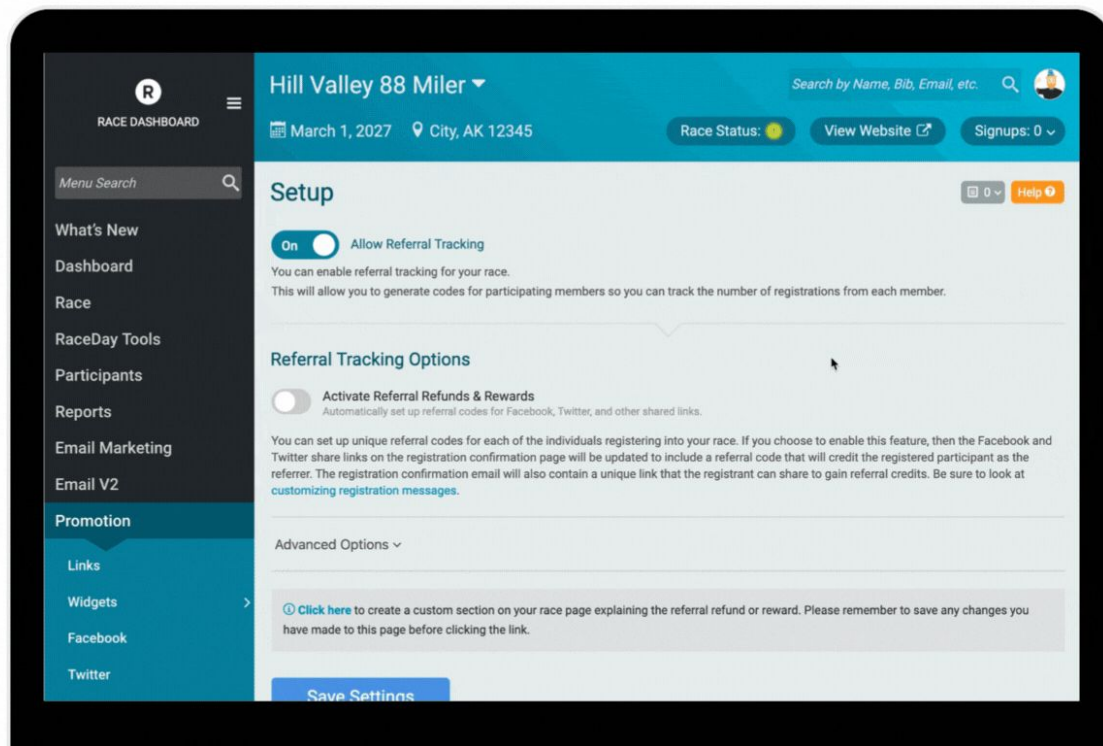 R
RACE DASHBOARD
Menu Search
What's New
Dashboard
Race
RaceDay Tools
Participants
Reports
Email Marketing
Email V2
Promotion
Links
Widgets
Facebook
Twitter
Hill Valley 88 Miler
Search by Name, Bib, Email, etc.
March 1, 2027 City, AK 12345
Race Status: View Website Signups: 0
Setup
0 Help
On Allow Referral Tracking
You can enable referral tracking for your race.
This will allow you to generate codes for participating members so you can track the number of registrations from each member.
Referral Tracking Options
Activate Referral Refunds & Rewards
Automatically set up referral codes for Facebook, Twitter, and other shared links.
You can set up unique referral codes for each of the individuals registering into your race. If you choose to enable this feature, then the Facebook and
Twitter share links on the registration confirmation page will be updated to include a referral code that will credit the registered participant as the
referrer. The registration confirmation email will also contain a unique link that the registrant can share to gain referral credits. Be sure to look at
customizing registration messages.
Advanced Options
Click here to create a custom section on your race page explaining the referral refund or reward. Please remember to save any changes you
have made to this page before clicking the link.
Save Settings